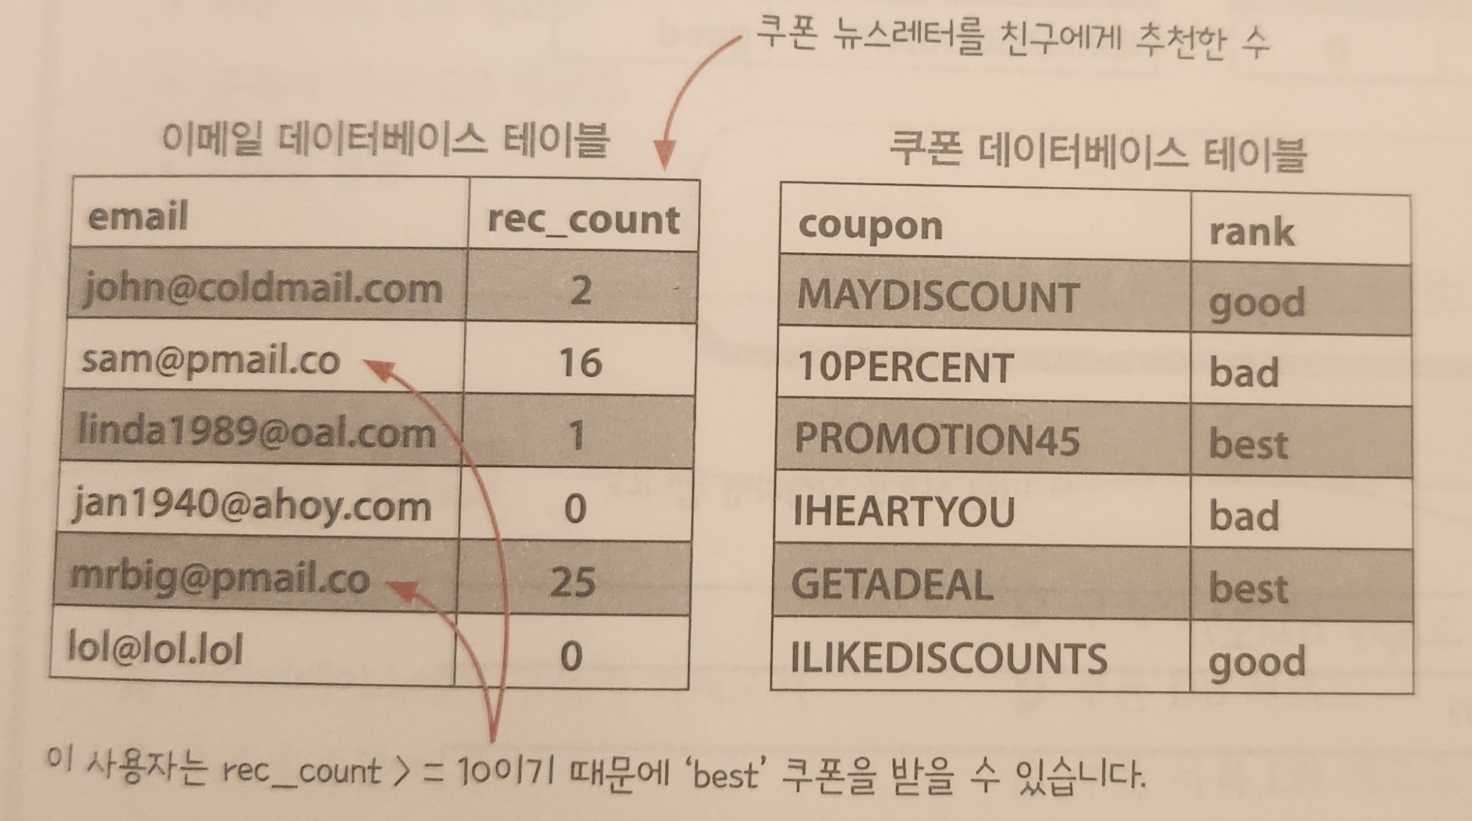 쿠폰 뉴스레터를 친구에게 추천한 수
이메일 데이터베이스 테이블
email rec_count
john@coldmail.com 2
sam@pmail.co 16
linda1989@oal.com 1
jan1940@ahoy.com 0
mrbig@pmail.co 25
lol@lol.lol 0
쿠폰 데이터베이스 테이블
coupon rank
MAYDISCOUNT good
10PERCENT bad
PROMOTION45 best
IHEARTYOU bad
GETADEAL best
ILIKEDISCOUNTS good
이 사용자는 rec_count > = 10이기 때문에 ‘best’ 쿠폰을 받을 수 있습니다.